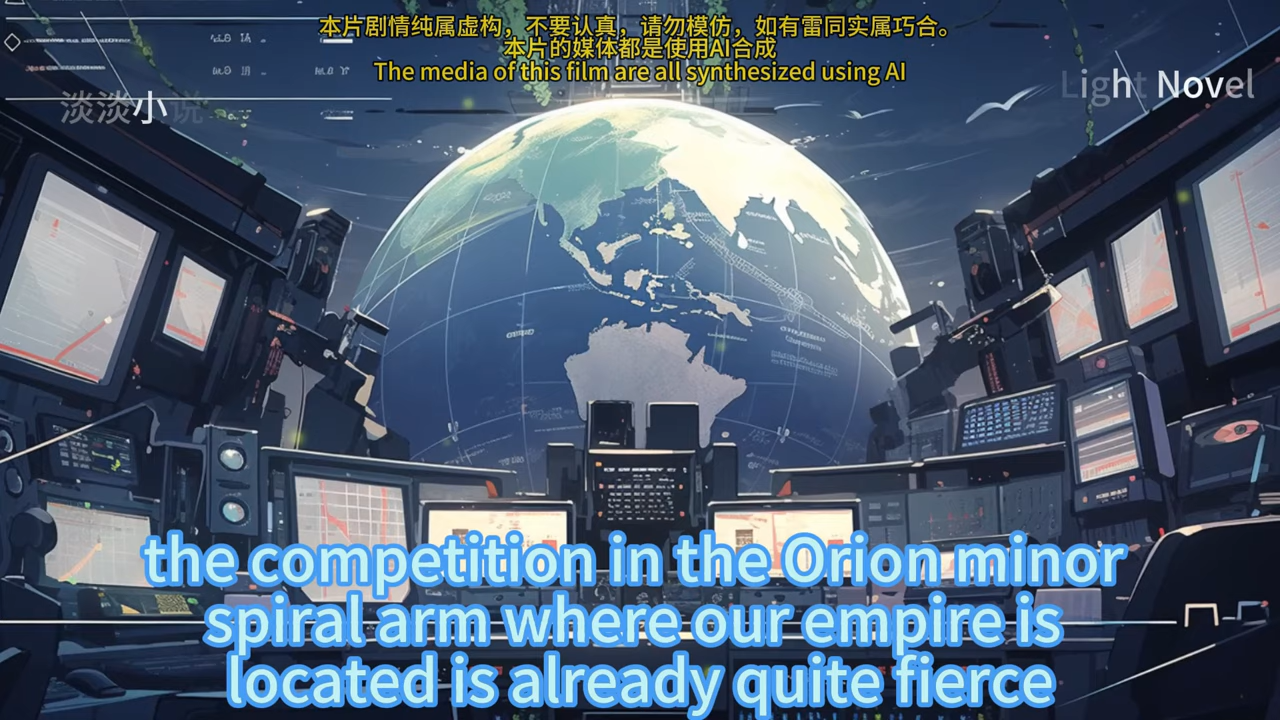 本片剧情纯属虚构，不要认真，请勿模仿，如有雷同实属巧合。
本片的媒体都是使用AI合成
The media of this film are all synthesized using AI
淡淡小说
Light Novel
the competition in the Orion minor
spiral arm where our empire is
located is already quite fierce